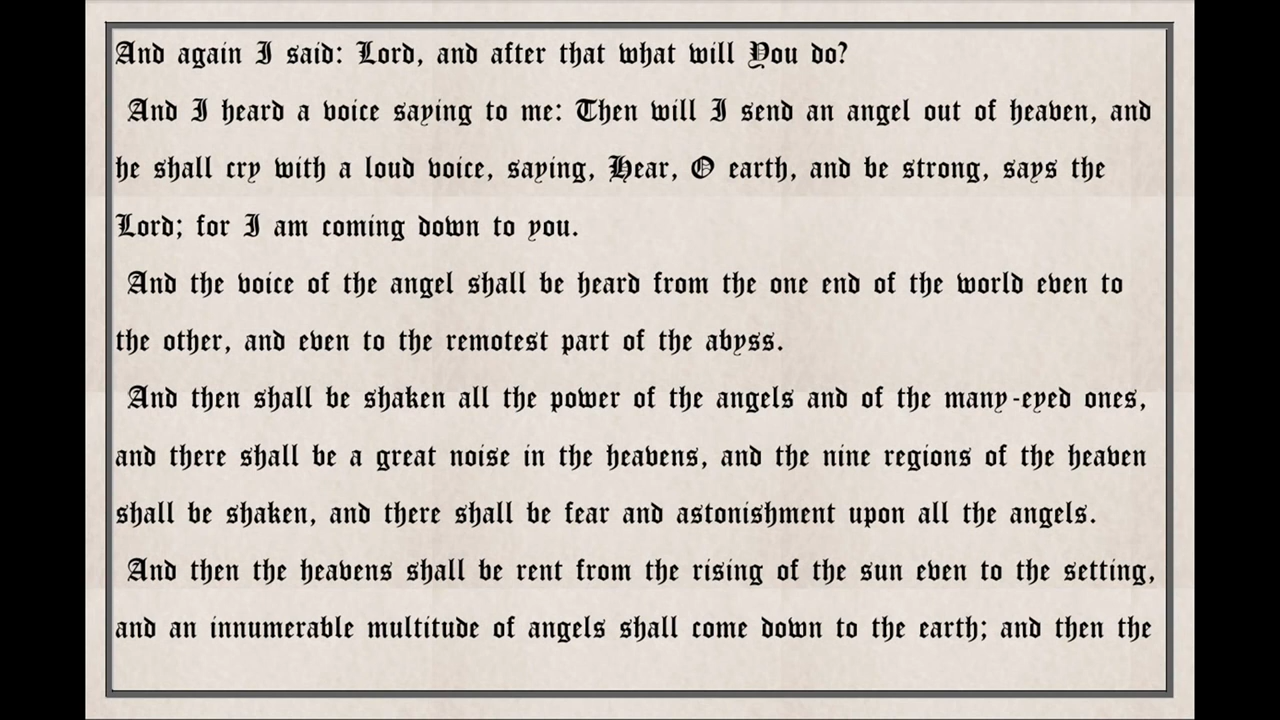 And again I said: Lord, and after that what will You do?
And I heard a voice saying to me: Then will I send an angel out of heaven, and
he shall cry with a loud voice, saying, Hear, O earth, and be strong, says the
Lord; for I am coming down to you.
And the voice of the angel shall be heard from the one end of the world even to
the other, and even to the remotest part of the abyss.
And then shall be shaken all the power of the angels and of the many-eyed ones,
and there shall be a great noise in the heavens, and the nine regions of the heaven
shall be shaken, and there shall be fear and astonishment upon all the angels.
And then the heavens shall be rent from the rising of the sun even to the setting,
and an innumerable multitude of angels shall come down to the earth; and then the